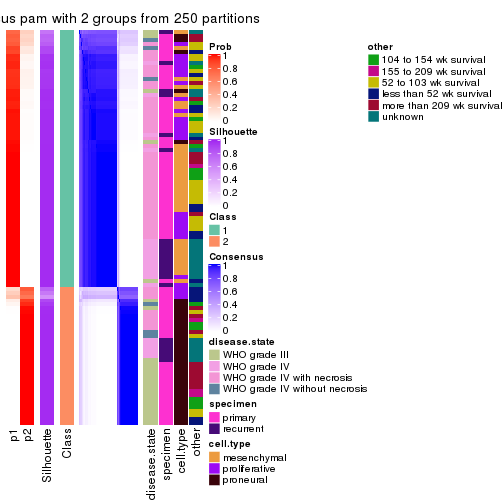 us pam with 2 groups from 250 partitions
Prob
1
0.8
0.6
0.4
0.2
0
Silhouette
1
0.8
0.6
0.4
0.2
0
Class
1
2
Consensus
1
0.8
0.6
0.4
0.2
0
disease.state
WHO grade III
WHO grade IV
WHO grade IV with necrosis
WHO grade IV without necrosis
specimen
primary
recurrent
cell.type
mesenchymal
proliferative
proneural
other
104 to 154 wk survival
155 to 209 wk survival
52 to 103 wk survival
less than 52 wk survival
more than 209 wk survival
unknown
p1
p2
Silhouette
Class
disease.state
specimen
cell.type
other